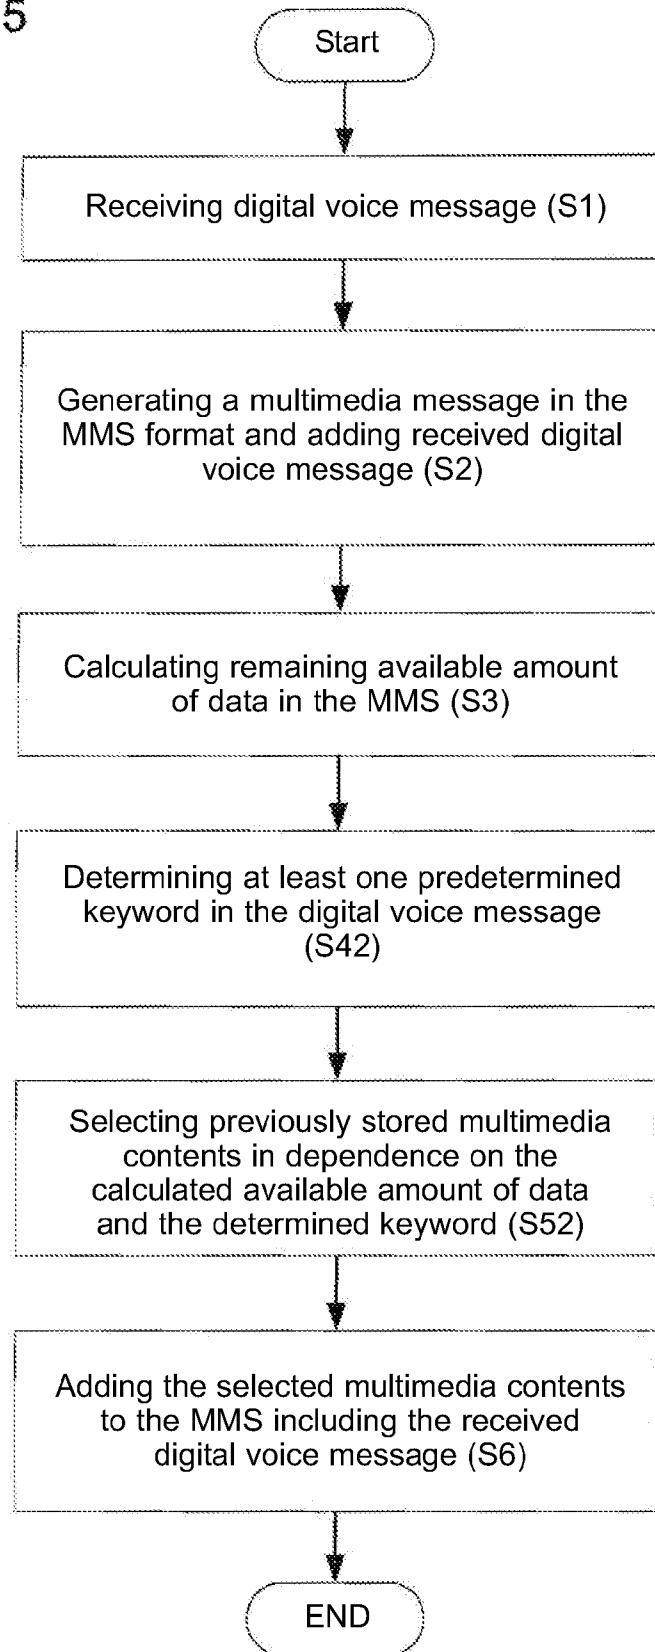 5
Start
Receiving digital voice message (S1)
Generating a multimedia message in the
MMS format and adding received digital
voice message (S2)
Calculating remaining available amount
of data in the MMS (S3)
Determining at least one predetermined
keyword in the digital voice message
(S42)
Selecting previously stored multimedia
contents in dependence on the
calculated available amount of data
and the determined keyword (S52)
Adding the selected multimedia contents
to the MMS including the received
digital voice message (S6)
END